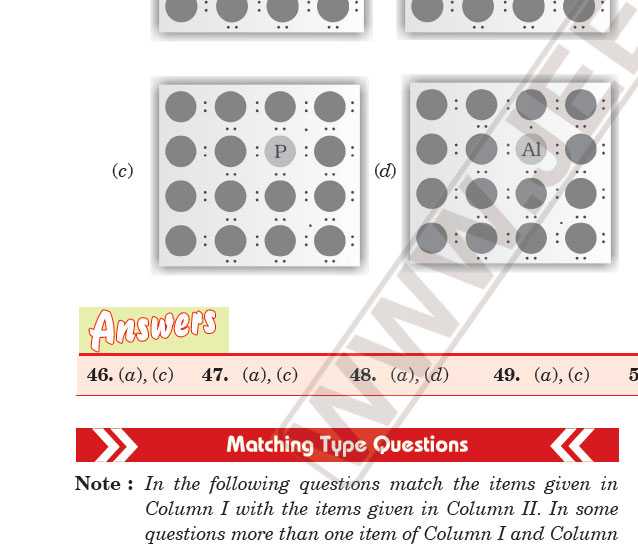 P
Al
(c)
(d)
Answers
46. (a), (c) 47. (a), (c) 48. (a), (d) 49. (a), (c) 5
Matching Type Questions
Note : In the following questions match the items given in
Column I with the items given in Column II. In some
questions more than one item of Column I and Column
WWW.JEE